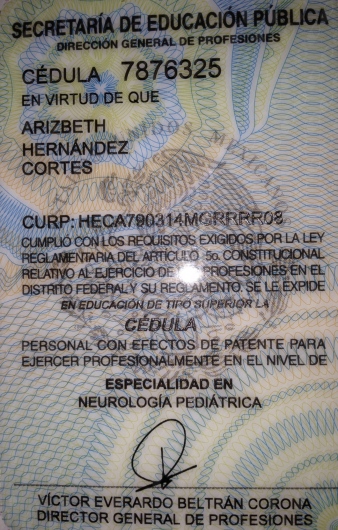 SECRETARÍA DE EDUCACIÓN PÚBLICA
DIRECCIÓN GENERAL DE PROFESIONES
CÉDULA 7876325
EN VIRTUD DE QUE
ARIZBETH
HERNÁNDEZ
CORTES
CURP: HECA790314MGRRRR08
CUMPLIÓ CON LOS REQUISITOS EXIGIDOS POR LA LEY
REGLAMENTARIA DEL ARTÍCULO 5o. CONSTITUCIONAL
RELATIVO AL EJERCICIO DE PROFESIONES EN EL
DISTRITO FEDERAL Y SU REGLAMENTO, SE LE EXPIDE
EN EDUCACIÓN DE TIPO SUPERIOR LA
CÉDULA
PERSONAL CON EFECTOS DE PATENTE PARA
EJERCER PROFESIONALMENTE EN EL NIVEL DE
ESPECIALIDAD EN
NEUROLOGÍA PEDIÁTRICA
VÍCTOR EVERARDO BELTRÁN CORONA
DIRECTOR GENERAL DE PROFESIONES